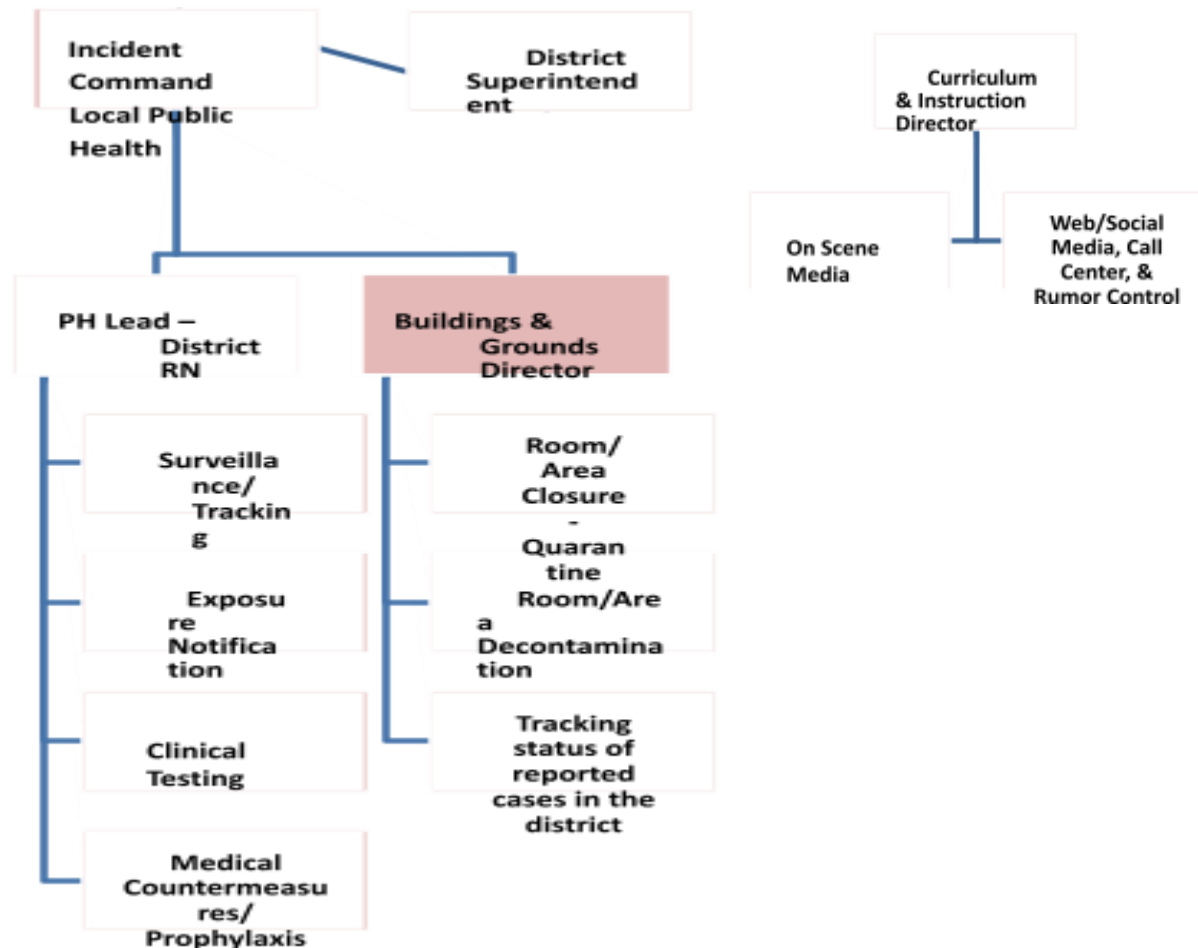 Incident
Command
Local Public
Health
District
Superintend
ent
Curriculum
& Instruction
Director
On Scene
Media
Web/Social
Media, Call
Center, &
Rumor Control
PH Lead –
District
RN
Buildings &
Grounds
Director
Surveilla
nce/
Trackin
g
Exposu
re
Notifica
tion
Clinical
Testing
Medical
Countermeasu
res/
Prophylaxis
Room/
Area
Closure
-
Quaran
tine
Room/Are
a
Decontamina
tion
Tracking
status of
reported
cases in the
district